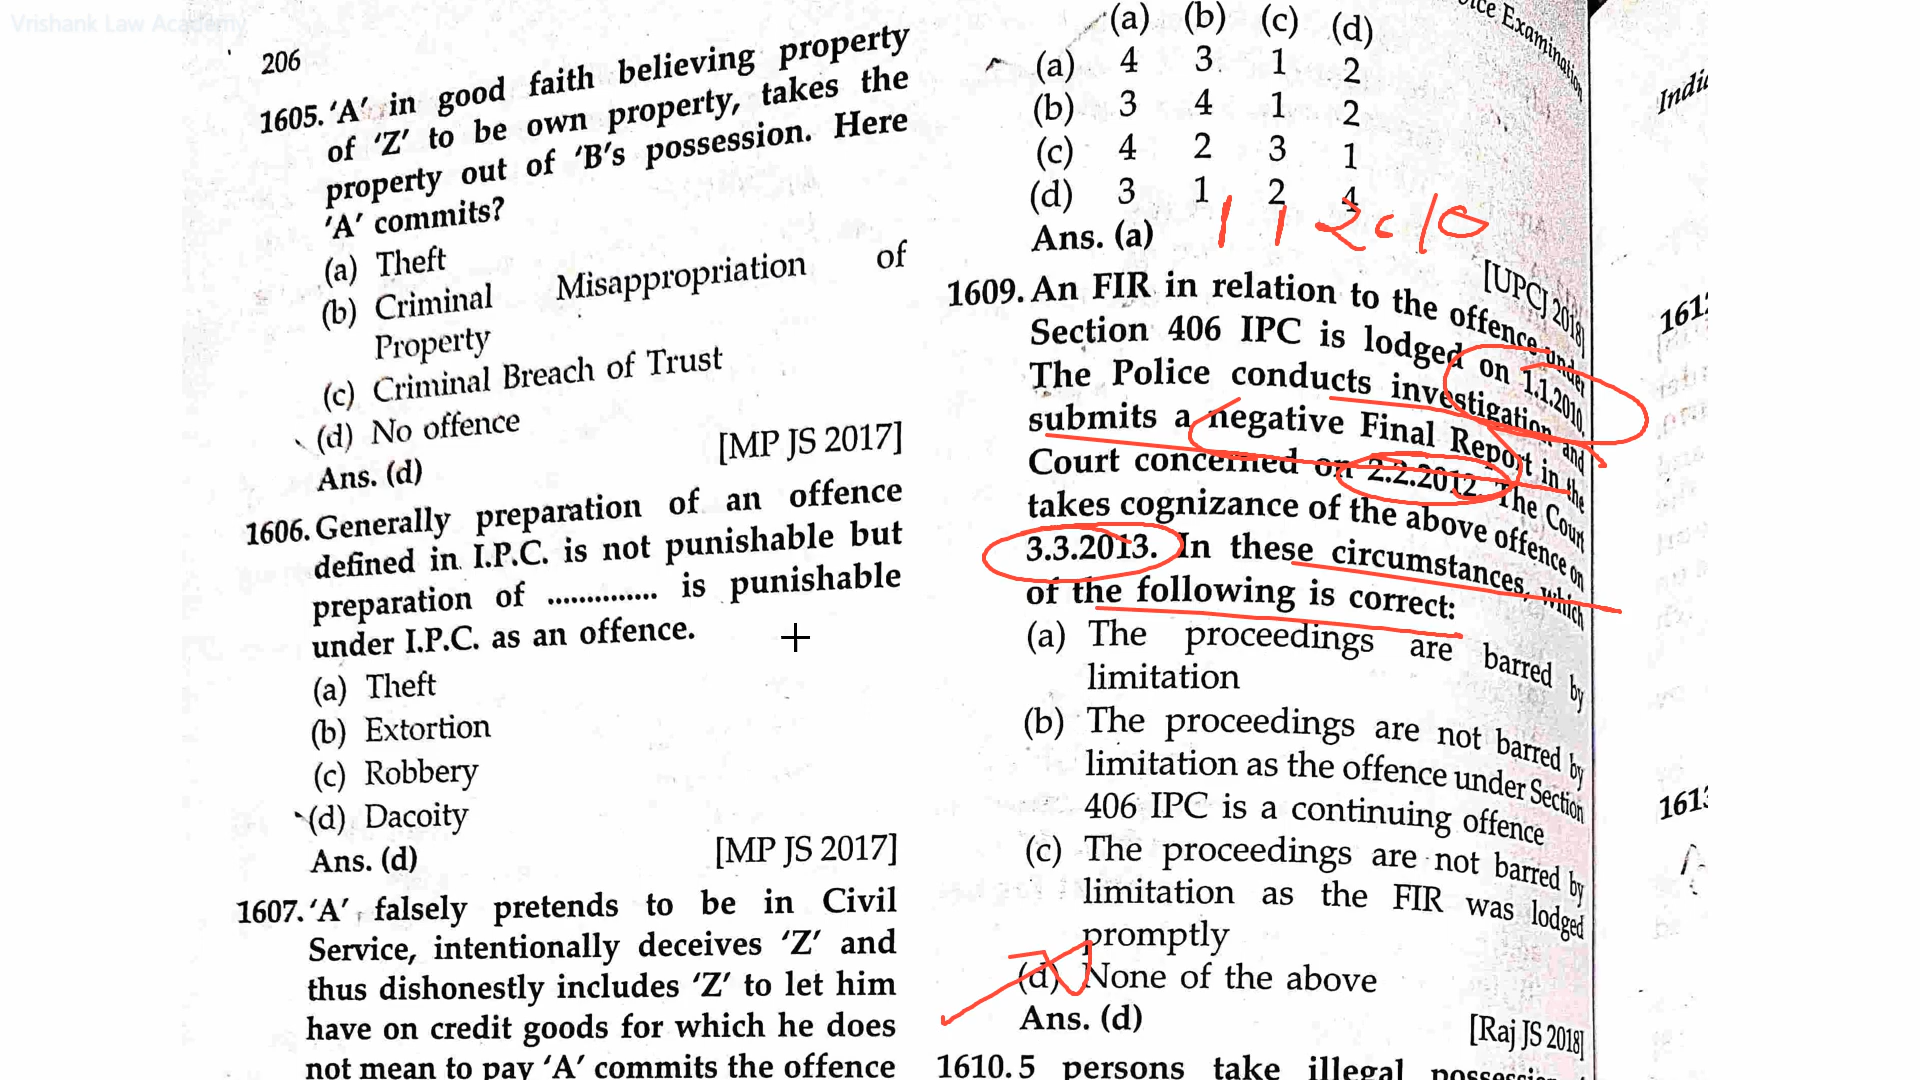 Vrishank Law Academy
206
1605. 'A' in good faith believing property
of 'Z' to be own property, takes the
property out of 'B's possession. Here
'A' commits?
(a) Theft
(b) Criminal Misappropriation of
Property
(c) Criminal Breach of Trust
(d) No offence
[MP JS 2017]
Ans. (d)
1606. Generally preparation of an offence
defined in I.P.C. is not punishable but
preparation of .............. is punishable
under I.P.C. as an offence.
(a) Theft
(b) Extortion
(c) Robbery
(d) Dacoity
[MP JS 2017]
Ans. (d)
1607. 'A' falsely pretends to be in Civil
Service, intentionally deceives 'Z' and
thus dishonestly includes 'Z' to let him
have on credit goods for which he does
not mean to pay 'A' commits the offence
(a) (b) (c) (d)
(a) 4 3 1 2
(b) 3 4 1 2
(c) 4 2 3 1
(d) 3 1 2 4
1 1 2010
Ans. (a)
[UPCJ 2018]
1609. An FIR in relation to the offence under
Section 406 IPC is lodged on 1.1.2010.
The Police conducts investigation and
submits a negative Final Report in the
Court concerned on 2.2.2012. The Court
takes cognizance of the above offence on
3.3.2013. In these circumstances, which
of the following is correct:
(a) The proceedings are barred by
limitation
(b) The proceedings are not barred by
limitation as the offence under Section
406 IPC is a continuing offence
(c) The proceedings are not barred by
limitation as the FIR was lodged
promptly
(d) None of the above
Ans. (d)
[Raj JS 2018]
1610. 5 persons take illegal
Examination